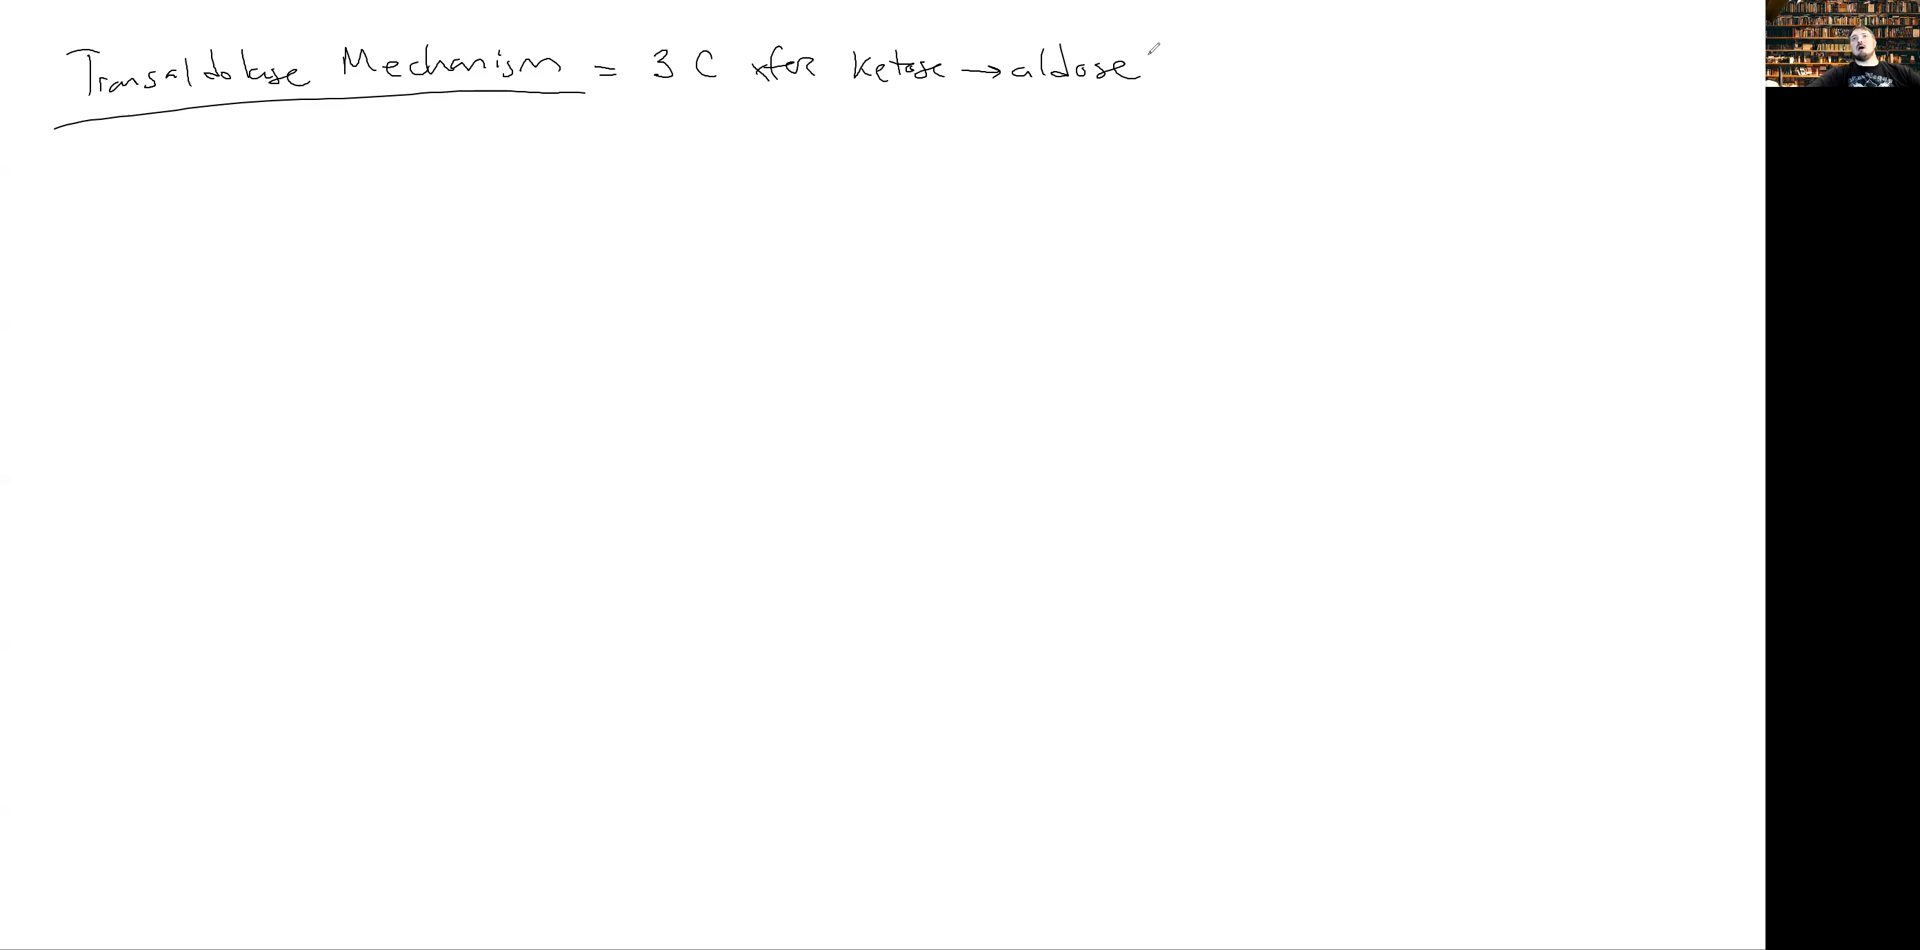 Transaldolase Mechanism = 3 C xfer ketose → aldose